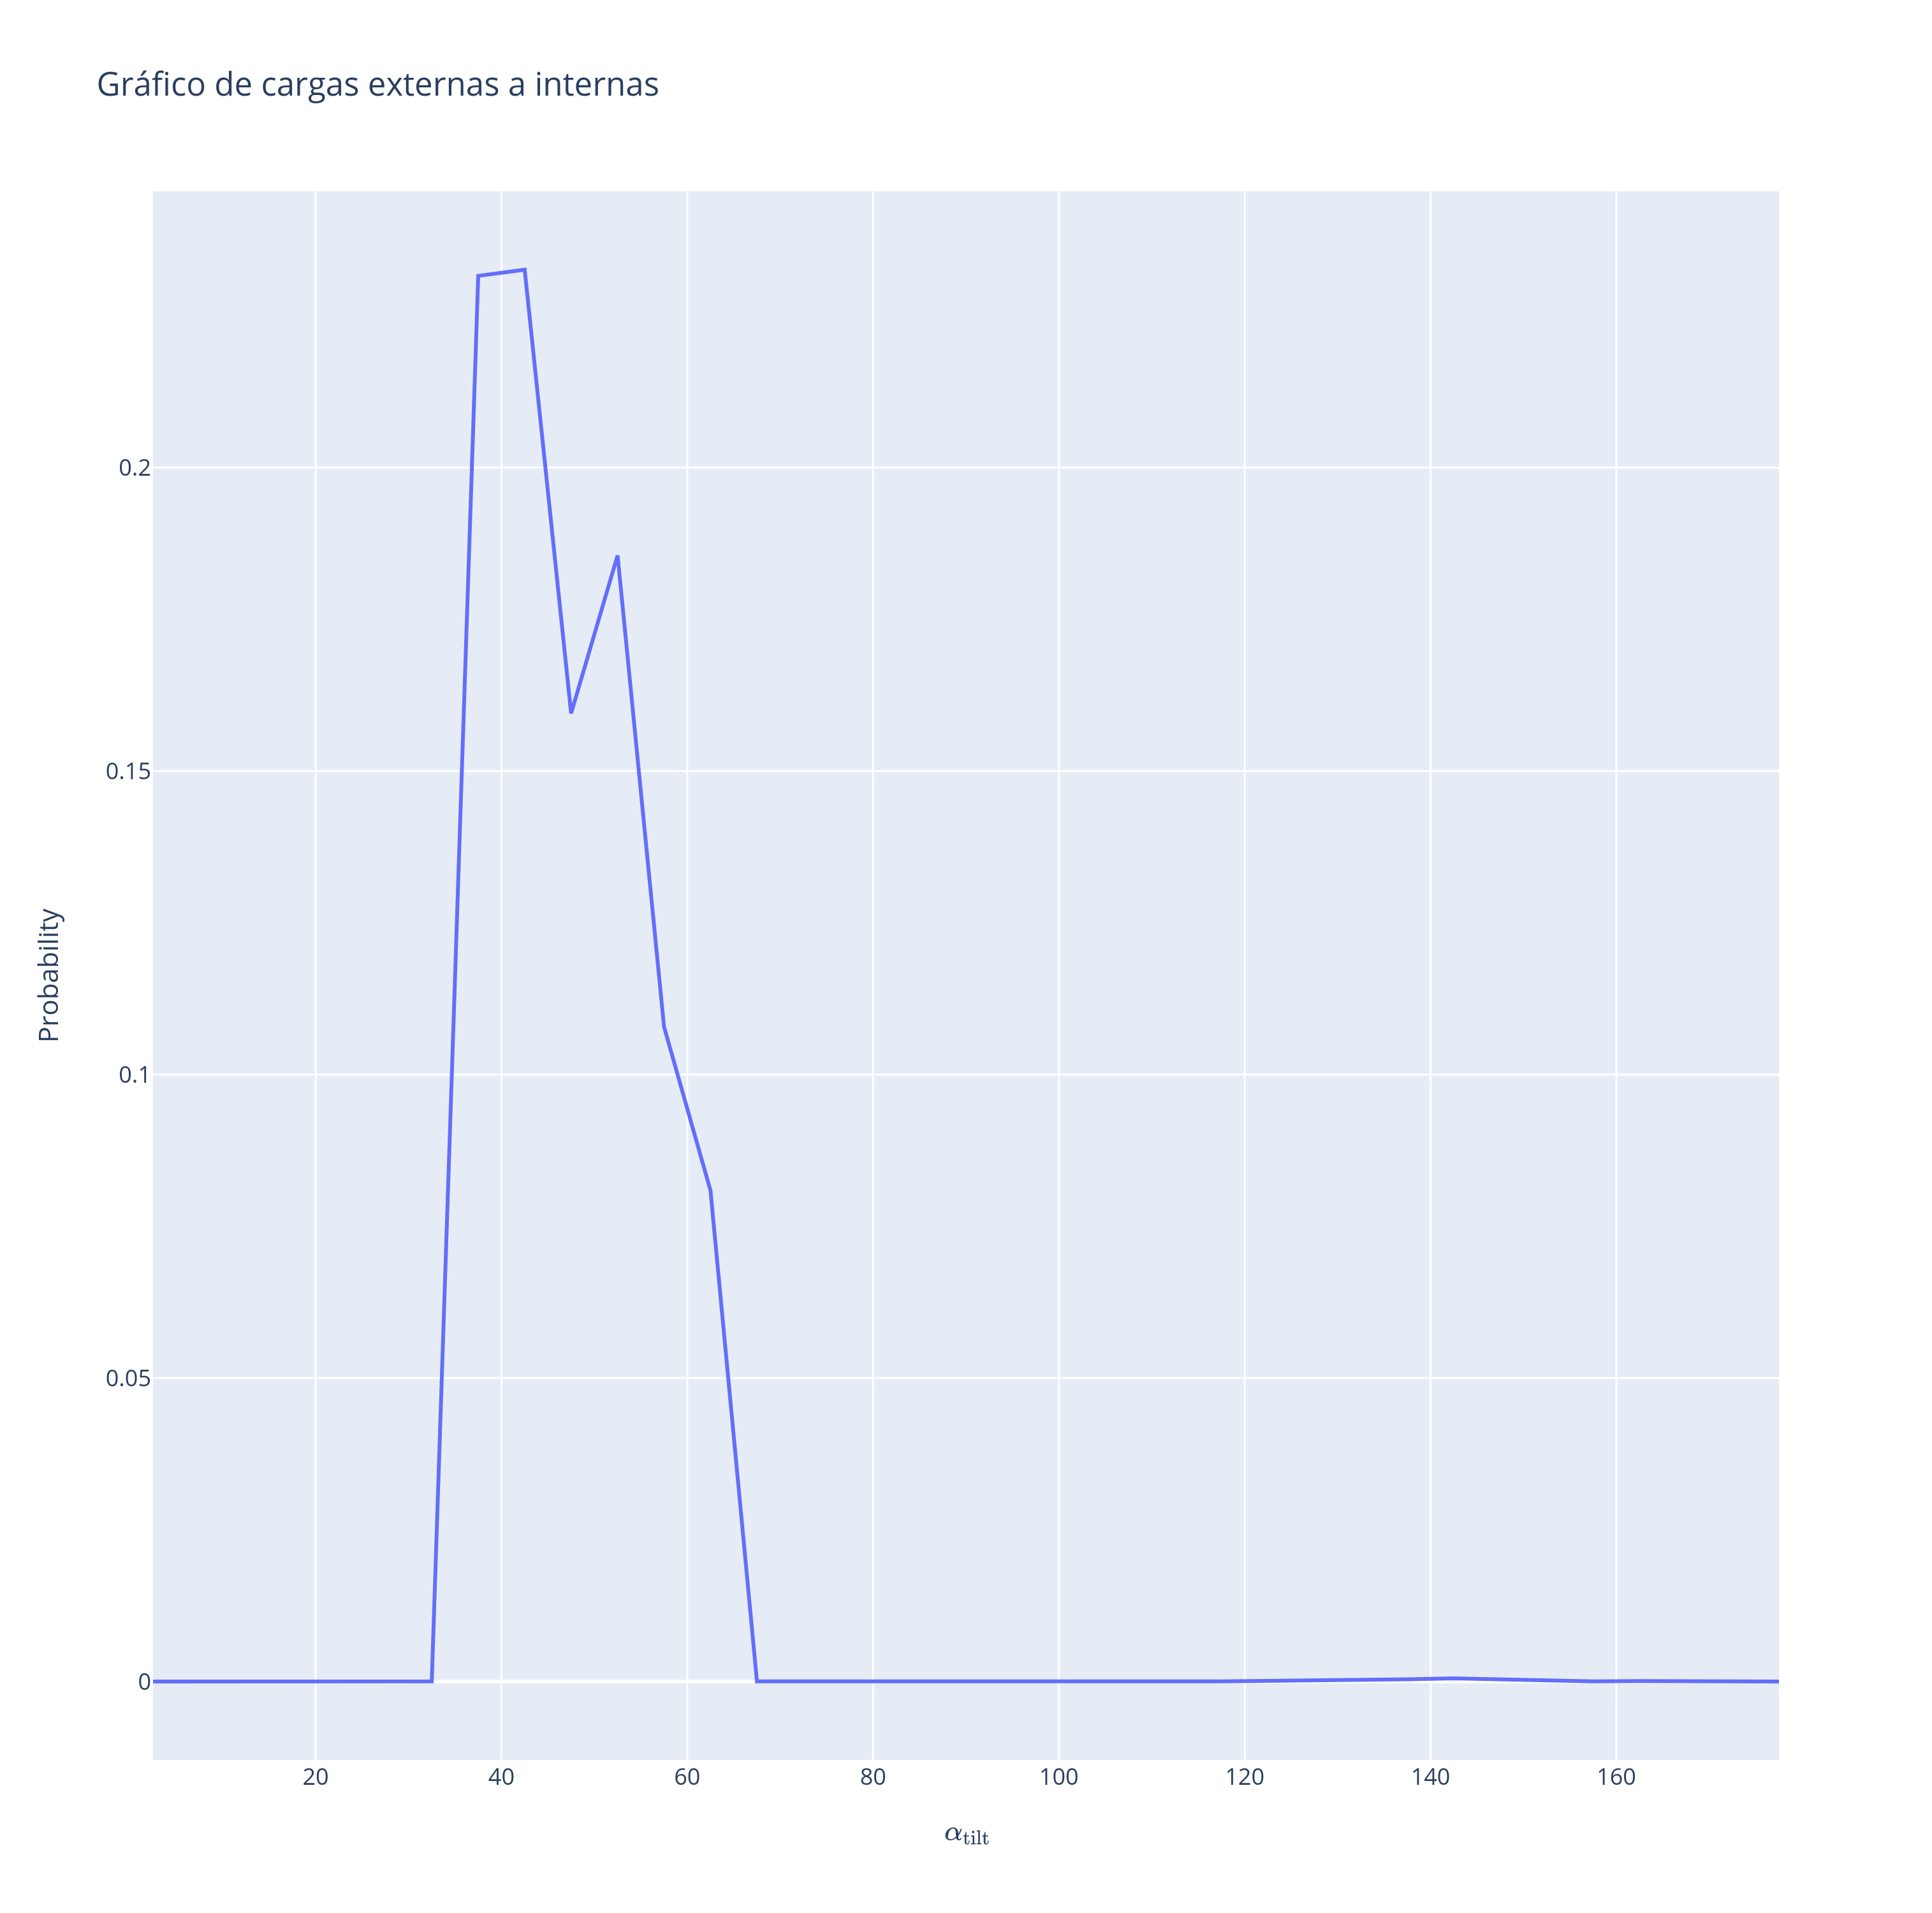 Gráfico de cargas externas a internas
Probability
0.2
0.15
0.1
0.05
0
20 40 60 80 100 120 140 160
α_tilt